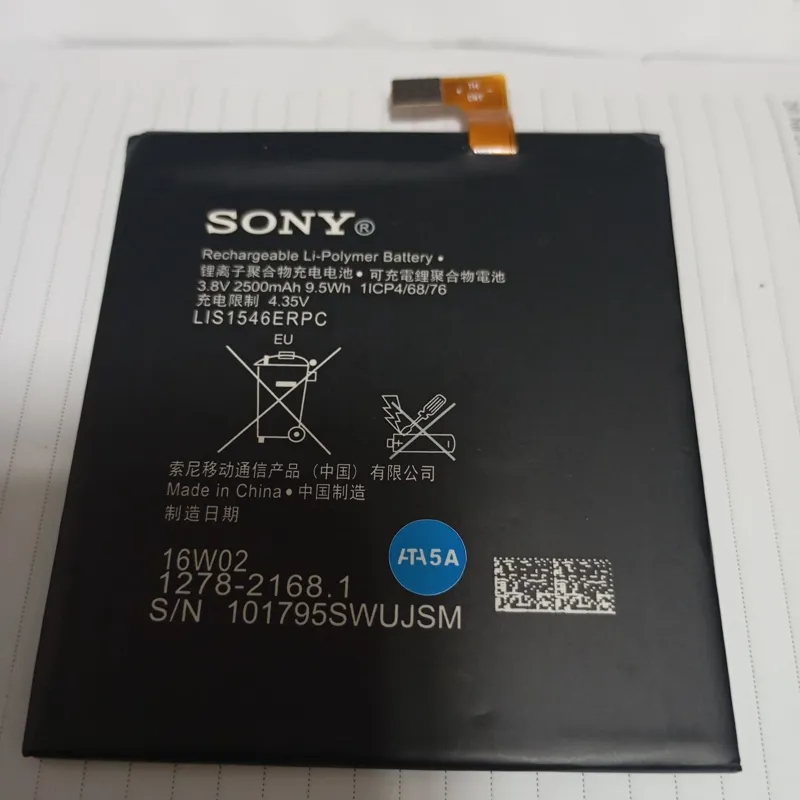 SONY®
Rechargeable Li-Polymer Battery •
锂离子聚合物充电电池 • 可充電鋰聚合物電池
3.8V 2500mAh 9.5Wh 1ICP4/68/76
充电限制 4.35V
LIS1546ERPC
EU
索尼移动通信产品（中国）有限公司
Made in China • 中国制造
制造日期
ATA5A
16W02
1278-2168.1
S/N 101795SWUJSM